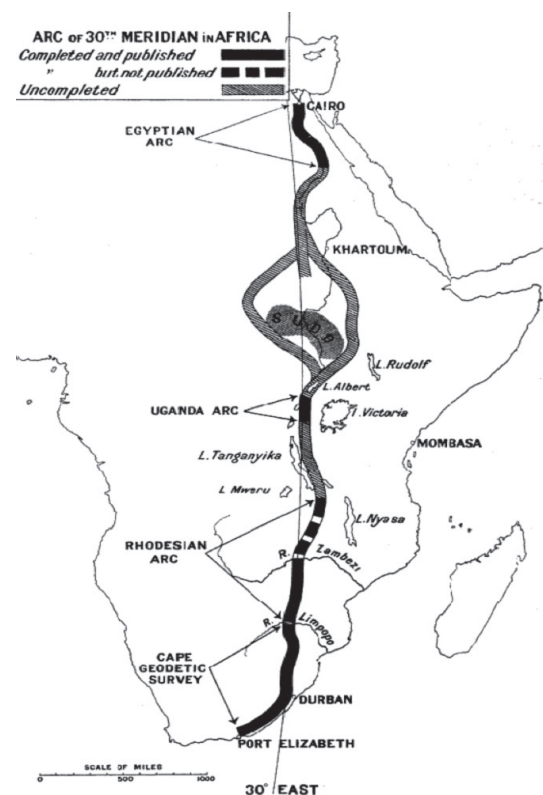 ARC OF 30TH MERIDIAN IN AFRICA
Completed and published
" but not published
Uncompleted
CAIRO
EGYPTIAN
ARC
KHARTOUM
SUDD
L. Rudolf
L. Albert
UGANDA ARC
L. Victoria
MOMBASA
L. Tanganyika
L. Mweru
L. Nyasa
RHODESIAN
ARC
R. Zambezi
R. Limpopo
CAPE
GEODETIC
SURVEY
DURBAN
PORT ELIZABETH
SCALE OF MILES
0 500 1000
30° EAST